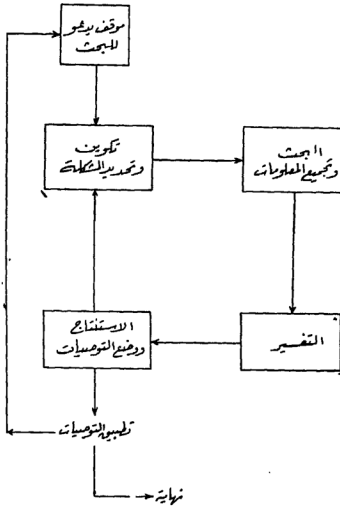 موقف يدعو
للبحث
تكوين
وتحديد المشكلة
البحث
وتجميع المعلومات
التفسير
الاستنتاج
ووضع التوصيات
تطبيق التوصيات
نهاية